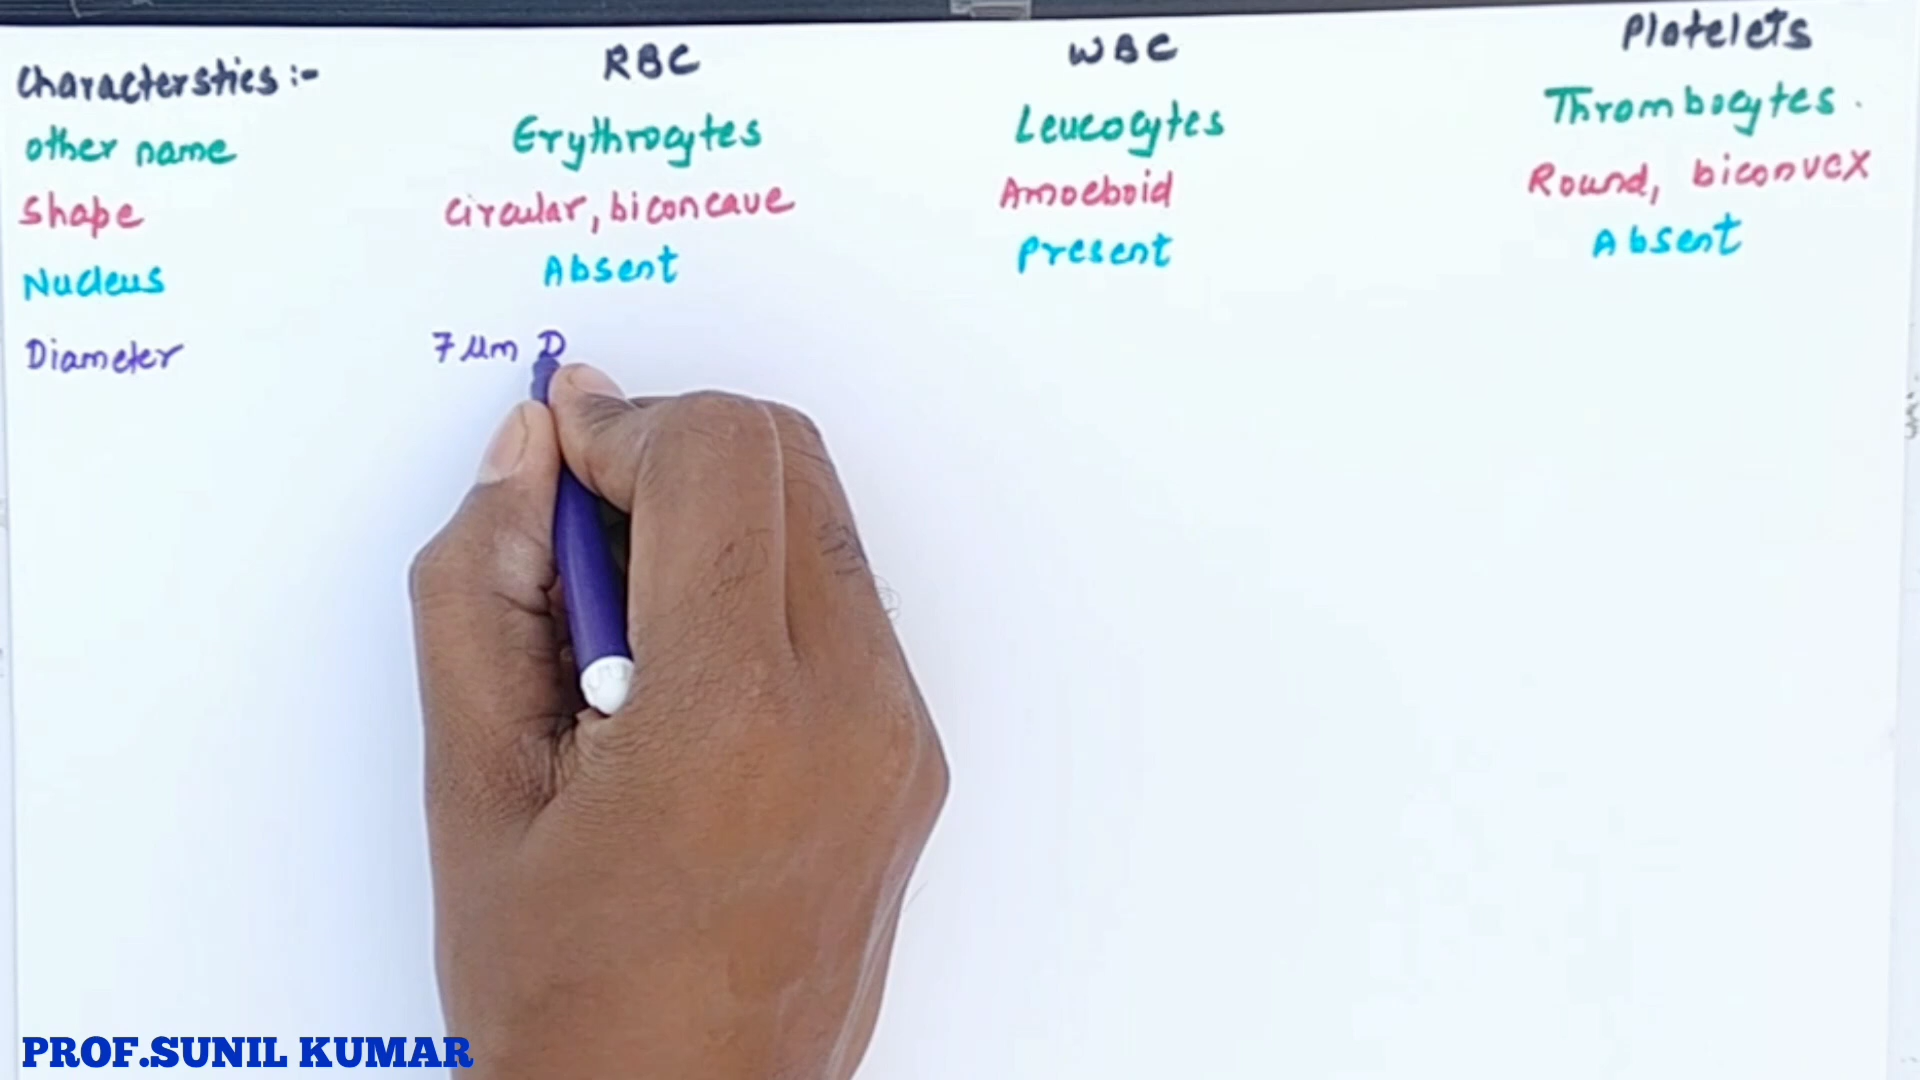 Characterstics :- RBC WBC Platelets
other name Erythrocytes Leucocytes Thrombocytes.
Shape Circular, biconcave Amoeboid Round, biconvex
Nucleus Absent Present Absent
Diameter 7 µm D
PROF.SUNIL KUMAR